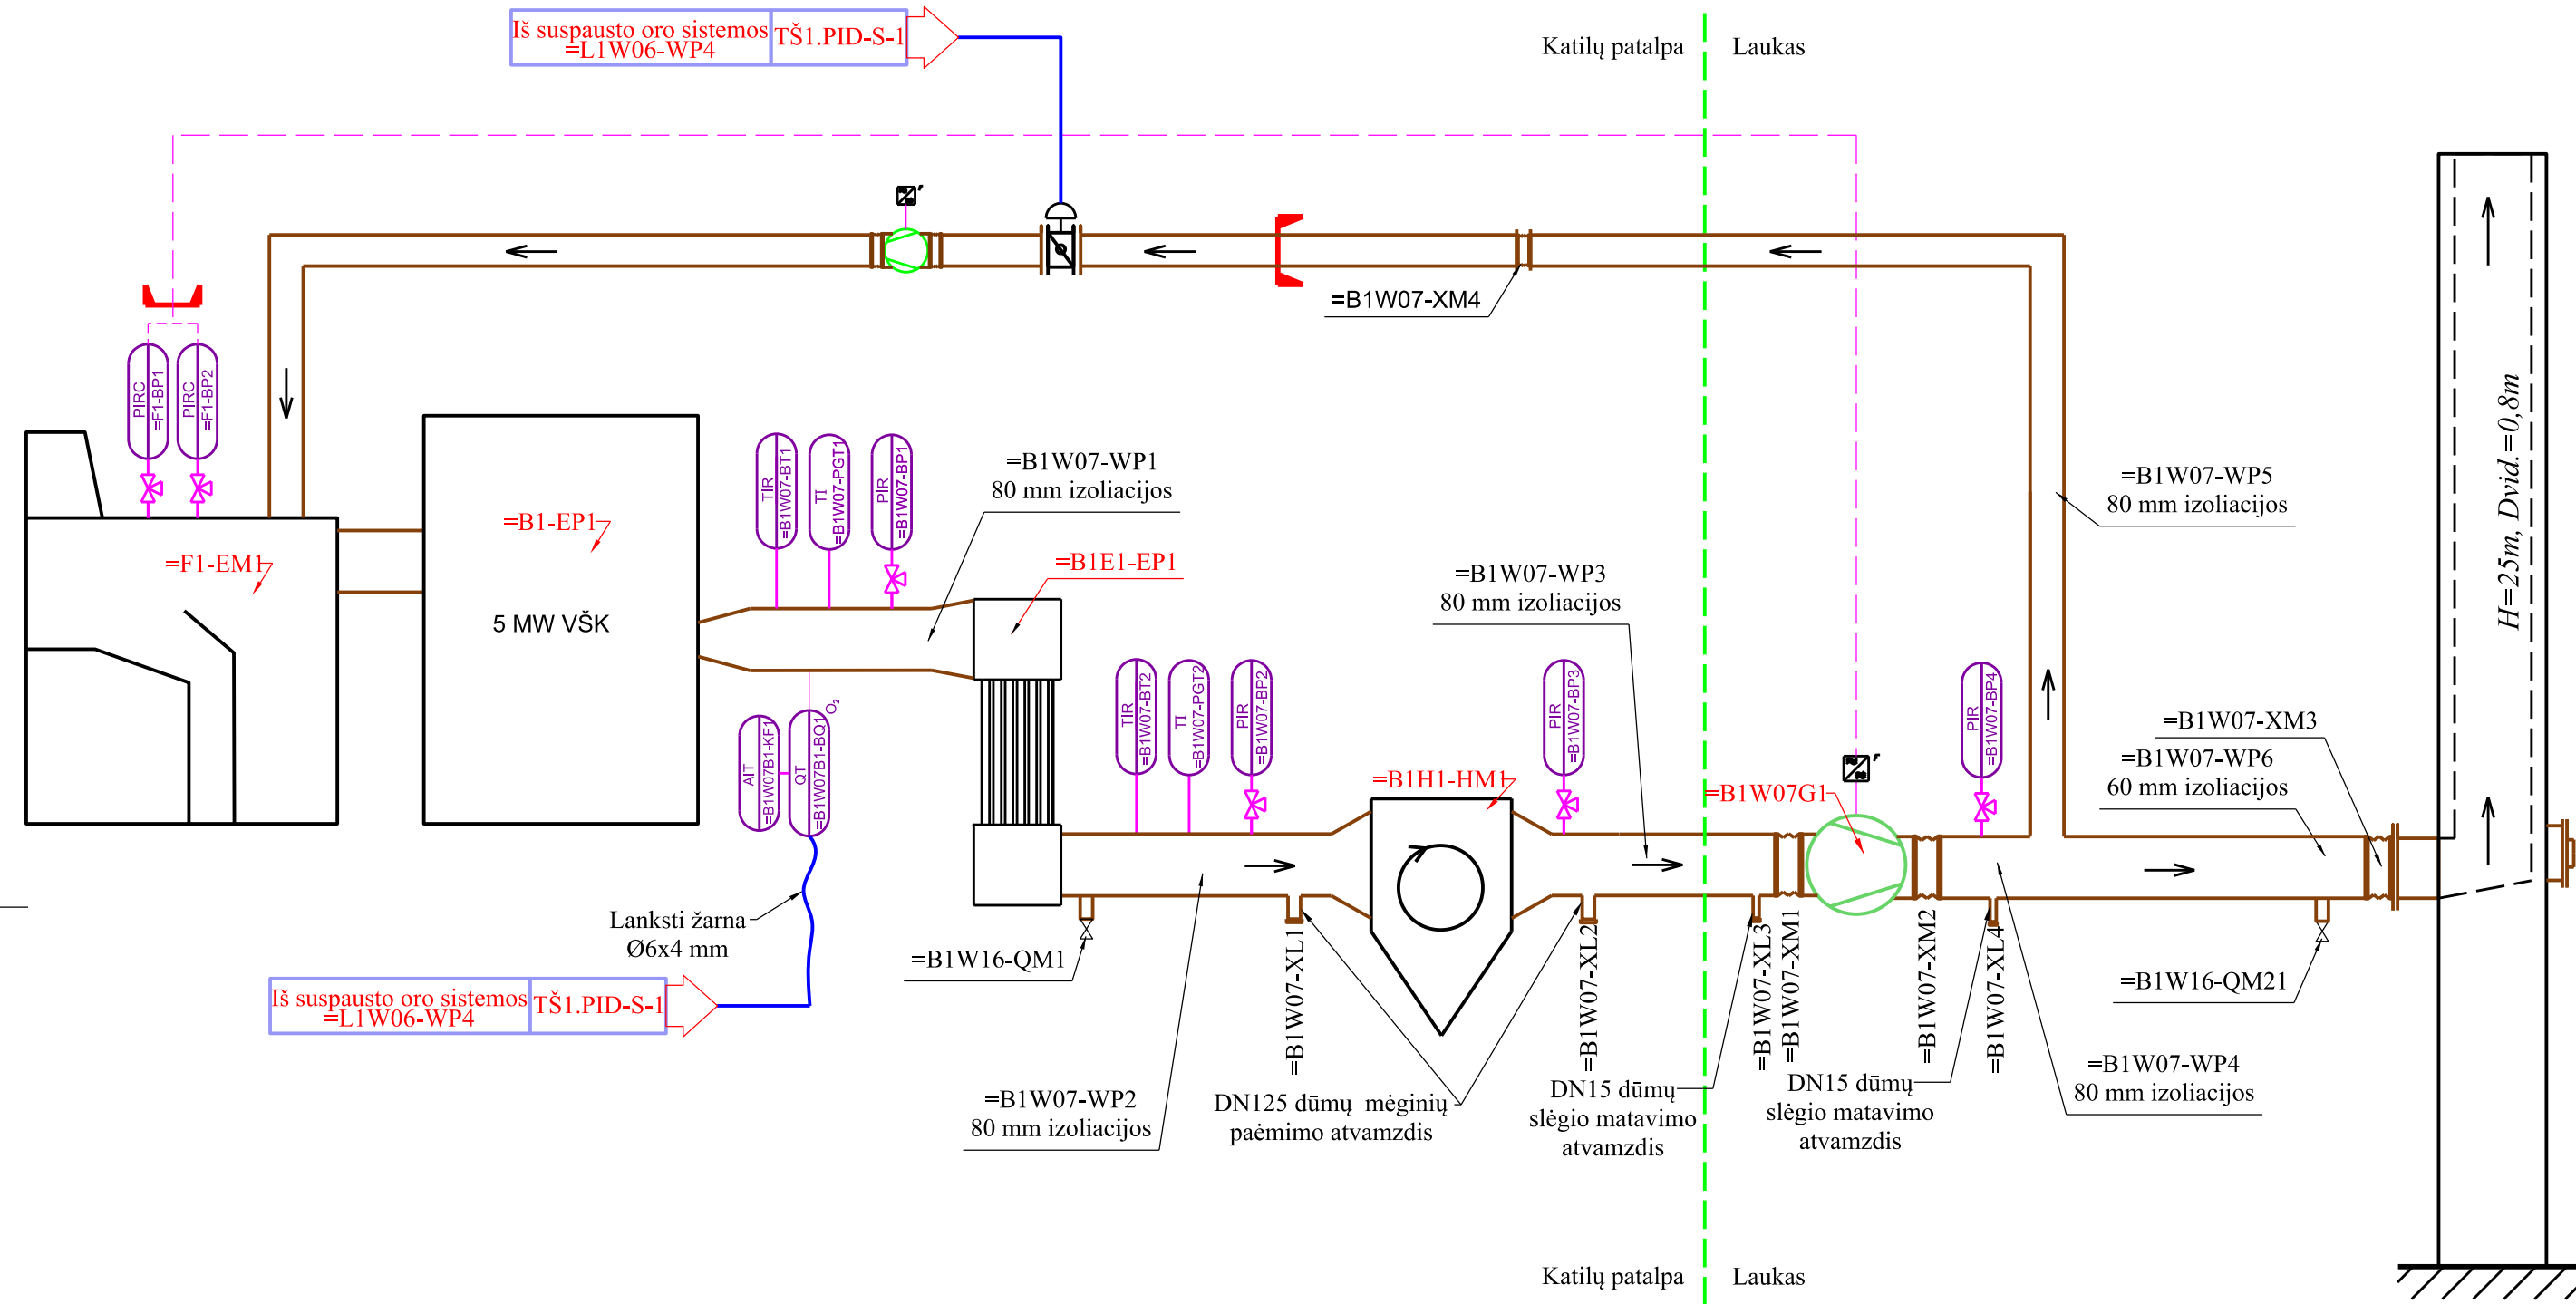 Iš suspausto oro sistemos
=L1W06-WP4
TŠ1.PID-S-1
Katilų patalpa
Laukas
=B1W07-XM4
PIRC
=F1-BP1
PIRC
=F1-BP2
=F1-EM1
=B1-EP1
5 MW VŠK
TIR
=B1W07-BT1
TI
=B1W07-PGT1
PIR
=B1W07-BP1
=B1W07-WP1
80 mm izoliacijos
=B1E1-EP1
AIT
=B1W07B1-KF1
QT
=B1W07B1-BQ1
O₂
Lanksti žarna
Ø6x4 mm
Iš suspausto oro sistemos
=L1W06-WP4
TŠ1.PID-S-1
TIR
=B1W07-BT2
TI
=B1W07-PGT2
PIR
=B1W07-BP2
=B1W16-QM1
=B1W07-WP2
80 mm izoliacijos
=B1W07-XL1
=B1H1-HM1
DN125 dūmų mėginių
paėmimo atvamzdis
=B1W07-WP3
80 mm izoliacijos
PIR
=B1W07-BP3
=B1W07-XL2
DN15 dūmų
slėgio matavimo
atvamzdis
=B1W07-XL3
=B1W07-XM1
=B1W07G1
=B1W07-XM2
DN15 dūmų
slėgio matavimo
atvamzdis
=B1W07-XL4
PIR
=B1W07-BP4
=B1W07-WP5
80 mm izoliacijos
=B1W07-XM3
=B1W07-WP6
60 mm izoliacijos
=B1W16-QM21
=B1W07-WP4
80 mm izoliacijos
H=25m, Dvid.=0,8m
Katilų patalpa
Laukas